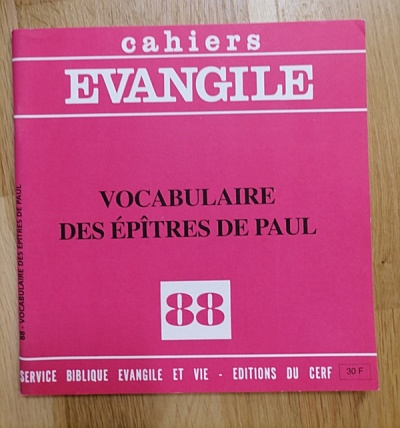 cahiers
EVANGILE
VOCABULAIRE
DES ÉPÎTRES DE PAUL
88
SERVICE BIBLIQUE EVANGILE ET VIE - EDITIONS DU CERF 30 F
88 - VOCABULAIRE DES ÉPÎTRES DE PAUL